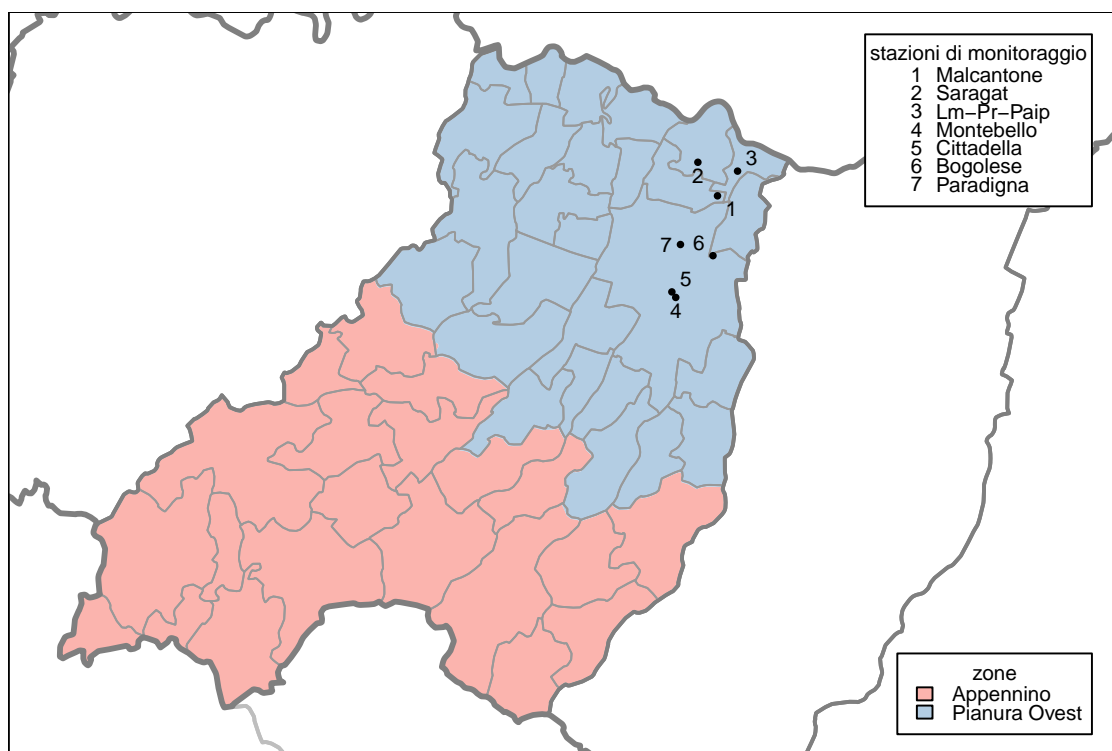 stazioni di monitoraggio
1 Malcantone
2 Saragat
3 Lm−Pr−Paip
4 Montebello
5 Cittadella
6 Bogolese
7 Paradigna
3
2
1
7
6
5
4
zone
Appennino
Pianura Ovest